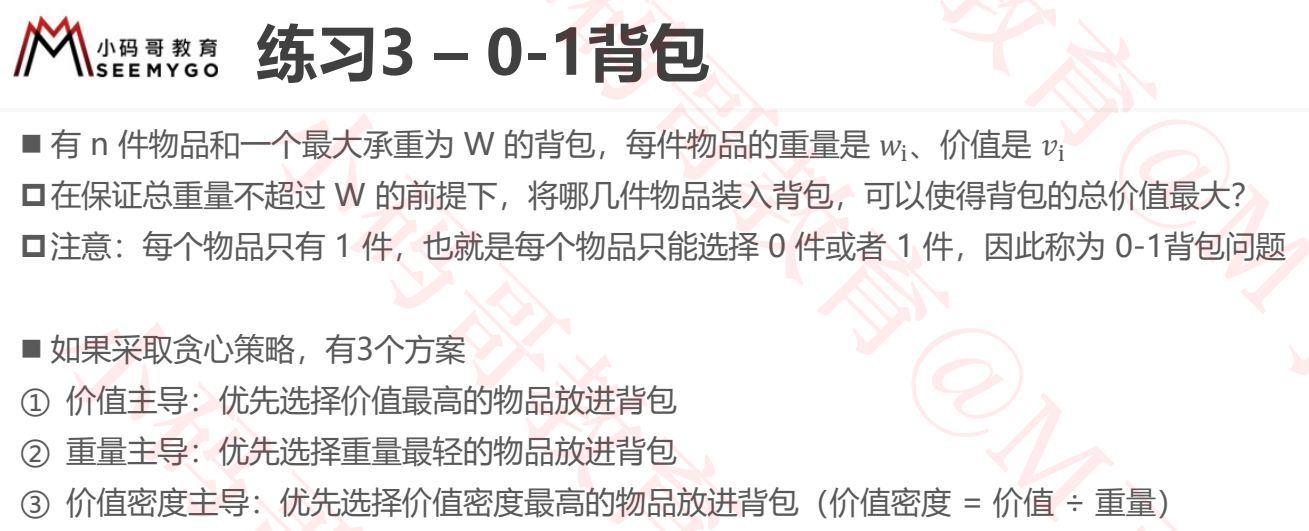 小码哥教育
SEEMYGO
练习3 – 0-1背包
■ 有 n 件物品和一个最大承重为 W 的背包，每件物品的重量是 wi、价值是 vi
在保证总重量不超过 W 的前提下，将哪几件物品装入背包，可以使得背包的总价值最大？
注意：每个物品只有 1 件，也就是每个物品只能选择 0 件或者 1 件，因此称为 0-1背包问题
■ 如果采取贪心策略，有3个方案
① 价值主导：优先选择价值最高的物品放进背包
② 重量主导：优先选择重量最轻的物品放进背包
③ 价值密度主导：优先选择价值密度最高的物品放进背包（价值密度 = 价值 ÷ 重量）